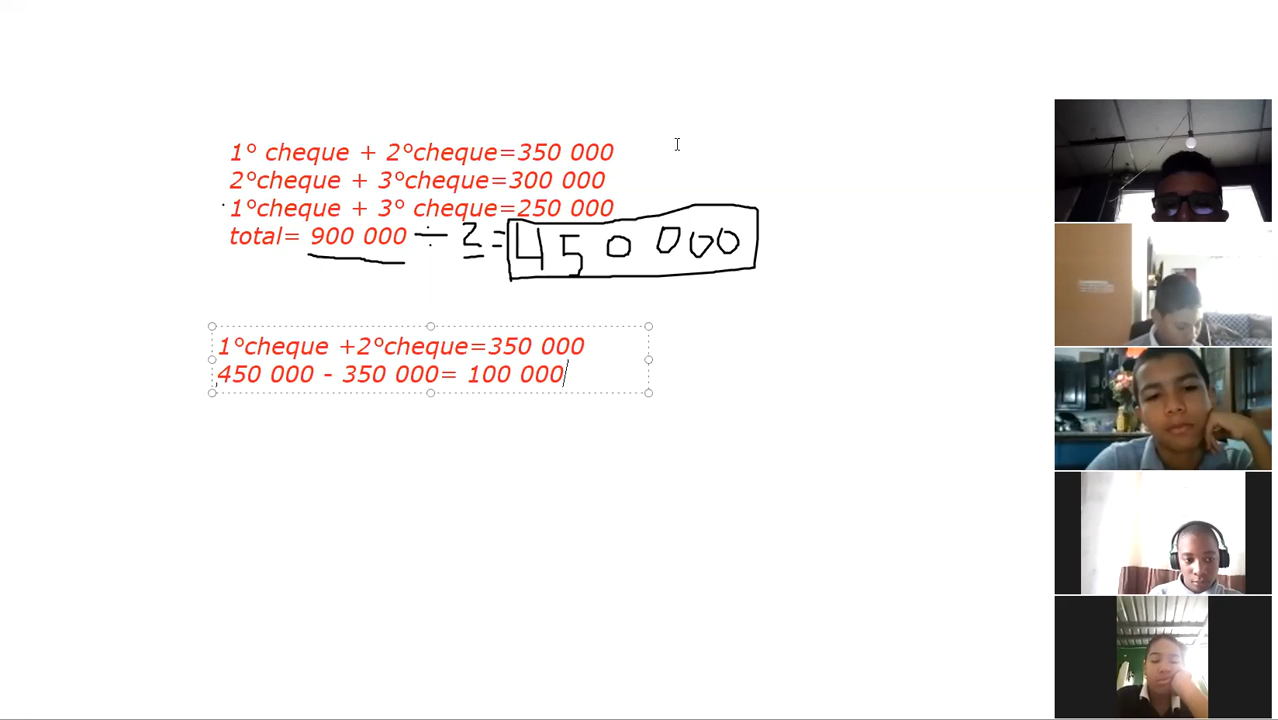 1° cheque + 2°cheque=350 000
2°cheque + 3°cheque=300 000
1°cheque + 3° cheque=250 000
total= 900 000 ÷ 2 = 450 000
1°cheque +2°cheque=350 000
450 000 - 350 000= 100 000